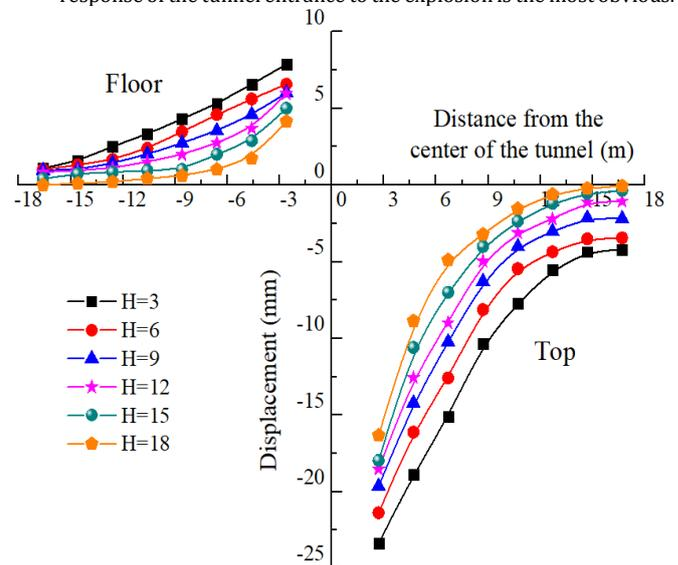 response of the tunnel entrance to the explosion is the most obvious.
10
Floor
5
Distance from the
center of the tunnel (m)
0
-18 -15 -12 -9 -6 -3 0 3 6 9 12 15 18
-5
H=3
H=6
H=9
H=12
H=15
H=18
Displacement (mm)
-10
Top
-15
-20
-25